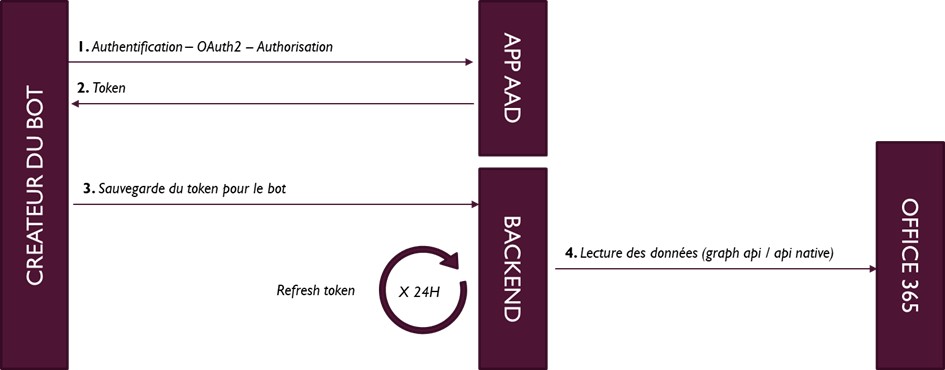 CREATEUR DU BOT
1. Authentification – OAuth2 – Authorisation
APP AAD
2. Token
3. Sauvegarde du token pour le bot
BACKEND
Refresh token
X 24H
4. Lecture des données (graph api / api native)
OFFICE 365